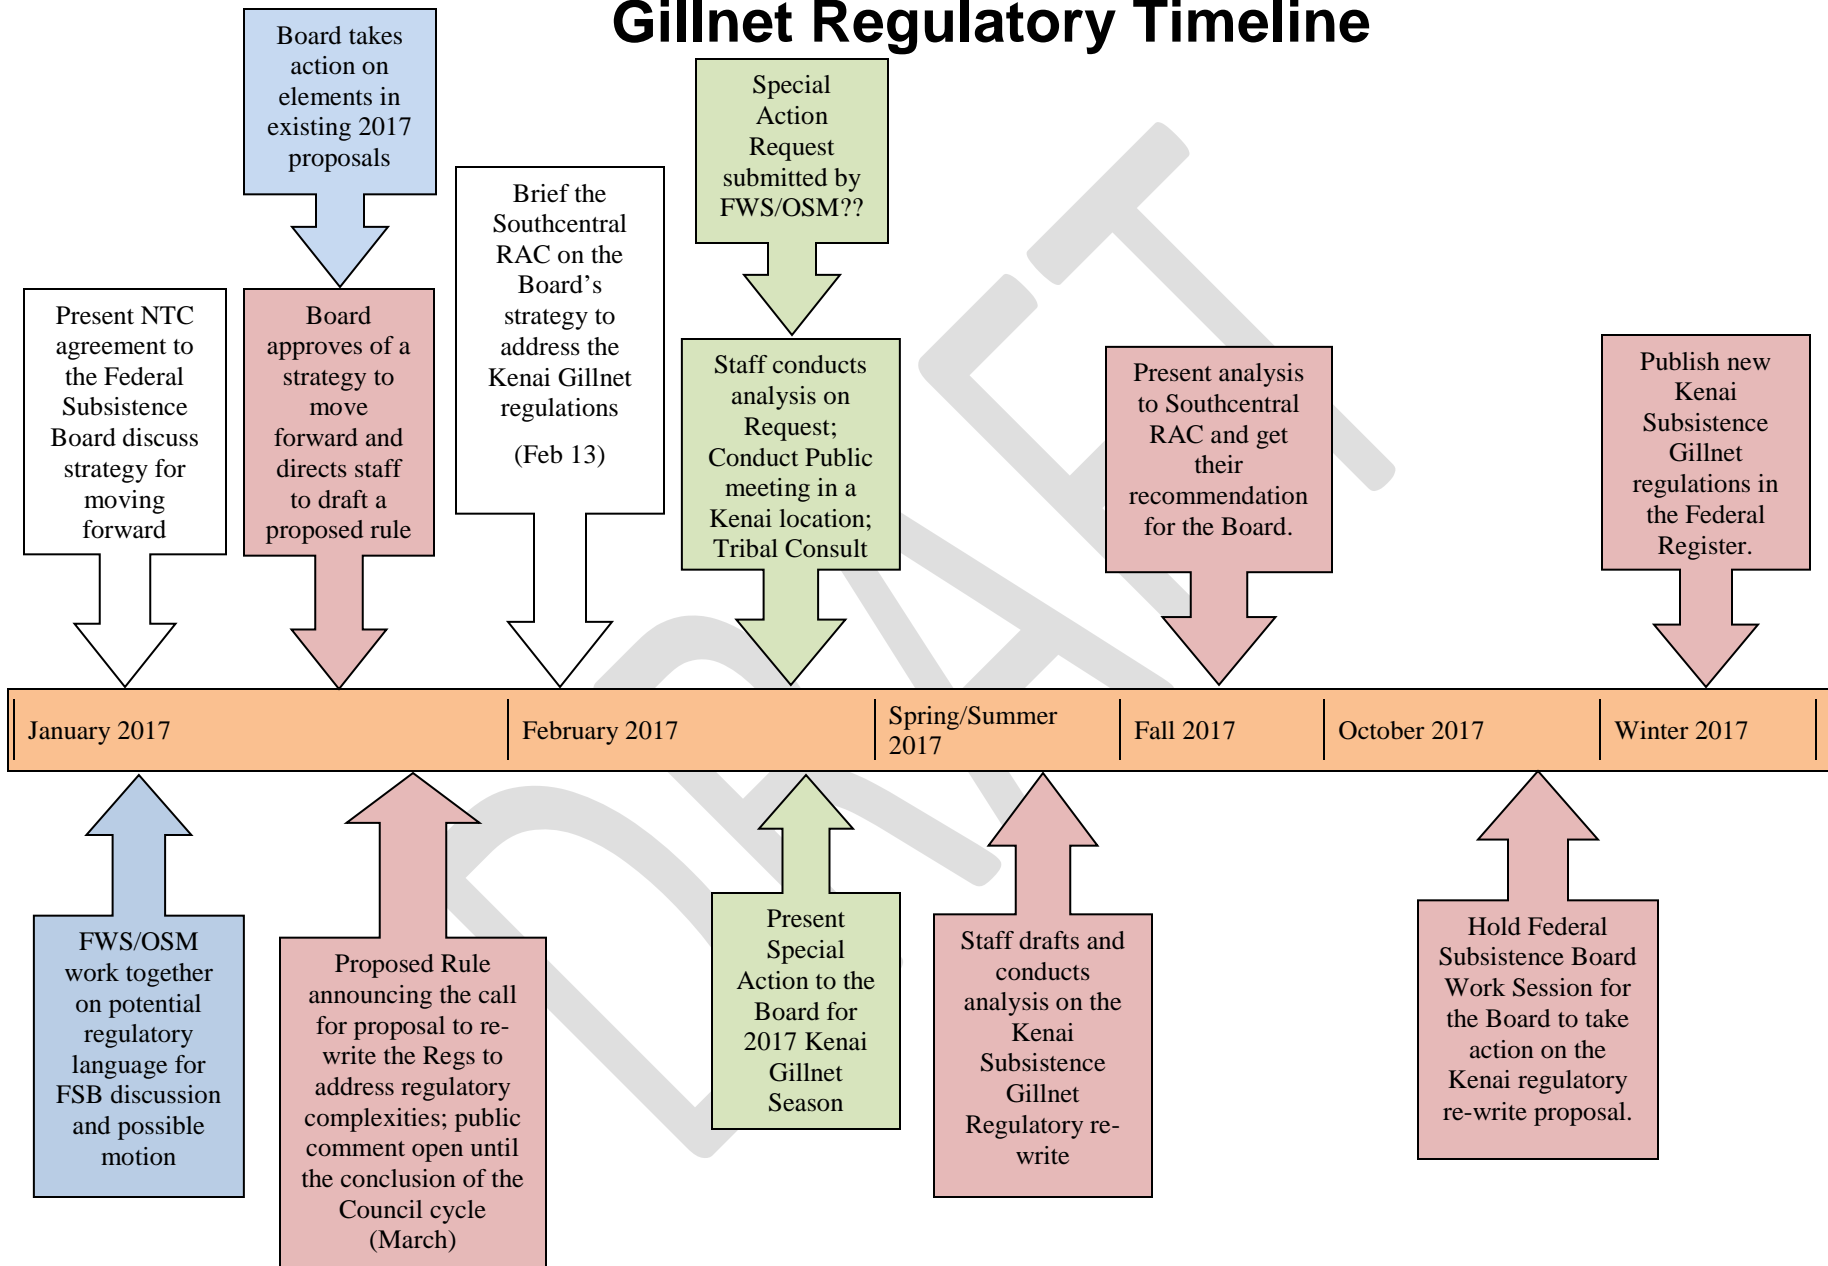 Gillnet Regulatory Timeline
Board takes
action on
elements in
existing 2017
proposals
Special
Action
Request
submitted by
FWS/OSM??
Present NTC
agreement to
the Federal
Subsistence
Board discuss
strategy for
moving
forward
Board
approves of a
strategy to
move
forward and
directs staff
to draft a
proposed rule
Brief the
Southcentral
RAC on the
Board’s
strategy to
address the
Kenai Gillnet
regulations
(Feb 13)
Staff conducts
analysis on
Request;
Conduct Public
meeting in a
Kenai location;
Tribal Consult
Present analysis
to Southcentral
RAC and get
their
recommendation
for the Board.
Publish new
Kenai
Subsistence
Gillnet
regulations in
the Federal
Register.
January 2017
February 2017
Spring/Summer
2017
Fall 2017
October 2017
Winter 2017
FWS/OSM
work together
on potential
regulatory
language for
FSB discussion
and possible
motion
Proposed Rule
announcing the call
for proposal to re-
write the Regs to
address regulatory
complexities; public
comment open until
the conclusion of the
Council cycle
(March)
Present
Special
Action to the
Board for
2017 Kenai
Gillnet
Season
Staff drafts and
conducts
analysis on the
Kenai
Subsistence
Gillnet
Regulatory re-
write
Hold Federal
Subsistence Board
Work Session for
the Board to take
action on the
Kenai regulatory
re-write proposal.
DRAFT